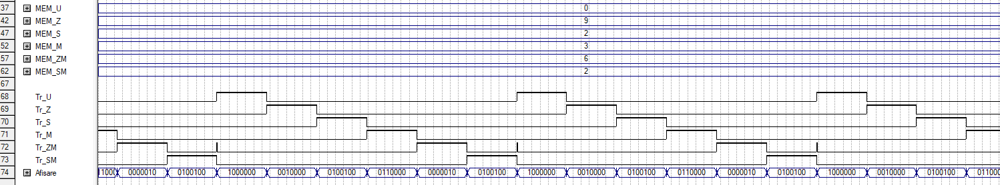 37 MEM_U 0
42 MEM_Z 9
47 MEM_S 2
52 MEM_M 3
57 MEM_ZM 6
62 MEM_SM 2
67
68 Tr_U
69 Tr_Z
70 Tr_S
71 Tr_M
72 Tr_ZM
73 Tr_SM
74 Afisare 11000 0000010 0100100 1000000 0010000 0100100 0110000 0000010 0100100 1000000 0010000 0100100 0110000 0000010 0100100 1000000 0010000 0100100 011000